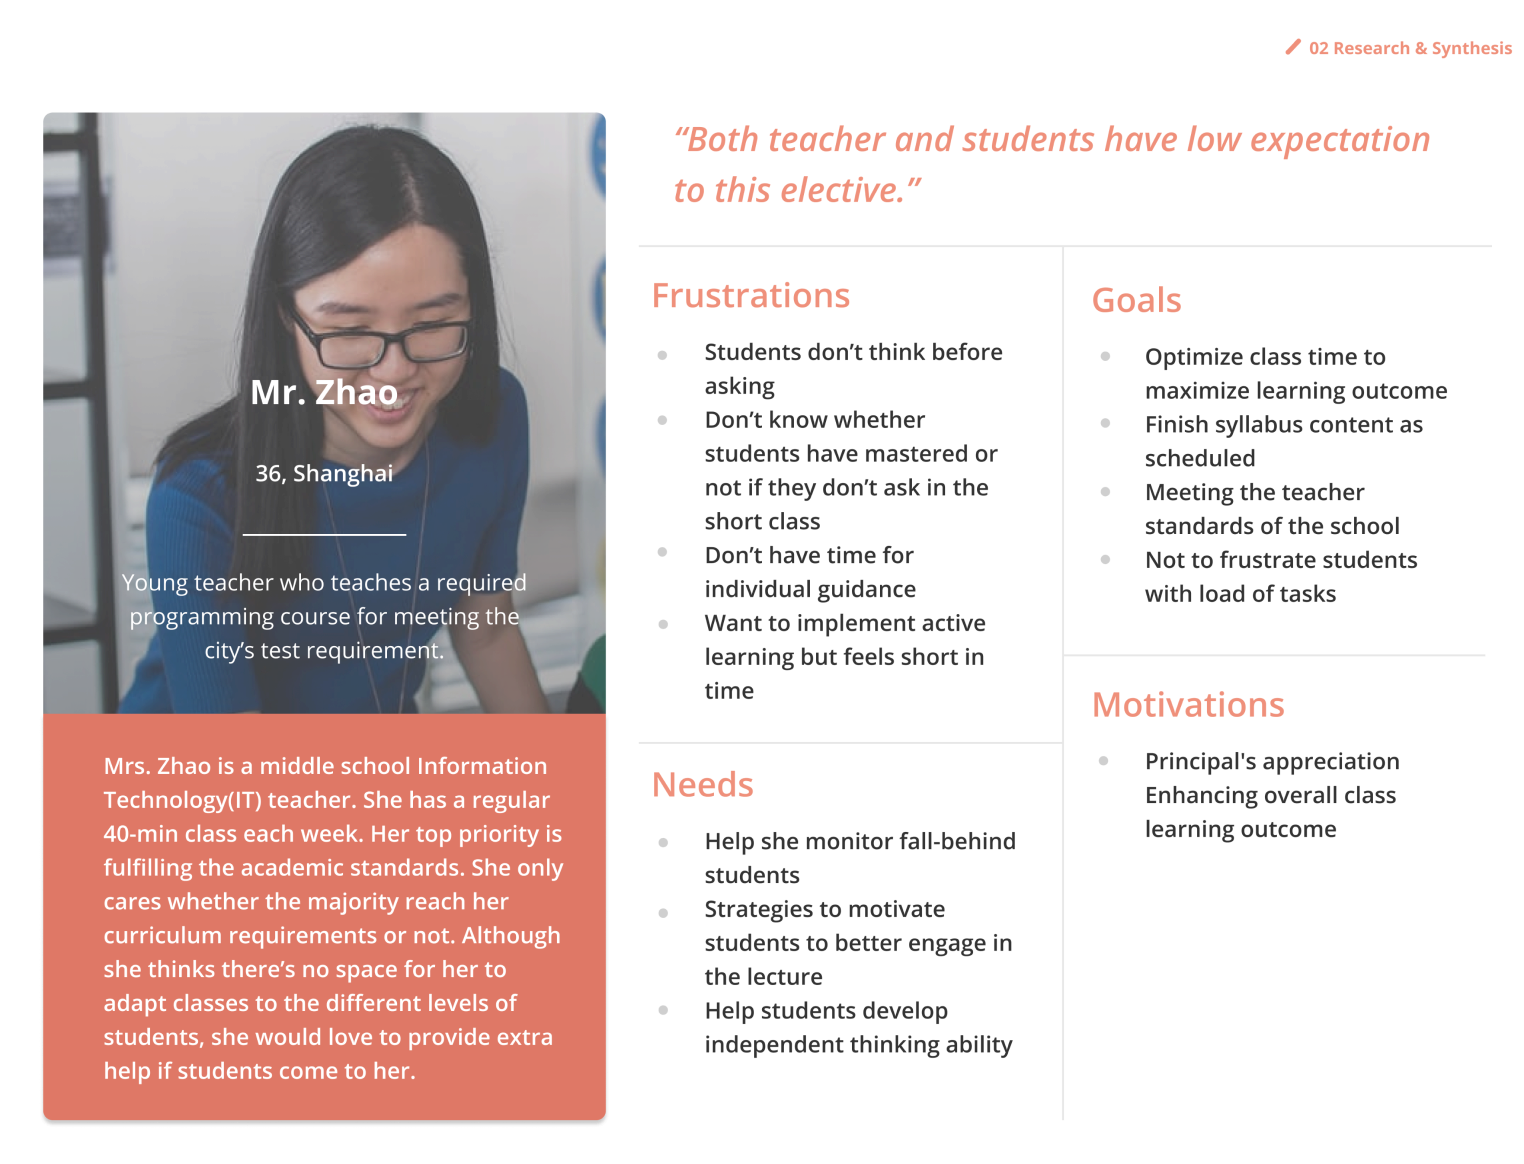 02 Research & Synthesis
“Both teacher and students have low expectation
to this elective.”
Mr. Zhao
36, Shanghai
Young teacher who teaches a required
programming course for meeting the
city’s test requirement.
Mrs. Zhao is a middle school Information
Technology(IT) teacher. She has a regular
40-min class each week. Her top priority is
fulfilling the academic standards. She only
cares whether the majority reach her
curriculum requirements or not. Although
she thinks there’s no space for her to
adapt classes to the different levels of
students, she would love to provide extra
help if students come to her.
Frustrations
Students don’t think before
asking
Don’t know whether
students have mastered or
not if they don’t ask in the
short class
Don’t have time for
individual guidance
Want to implement active
learning but feels short in
time
Needs
Help she monitor fall-behind
students
Strategies to motivate
students to better engage in
the lecture
Help students develop
independent thinking ability
Goals
Optimize class time to
maximize learning outcome
Finish syllabus content as
scheduled
Meeting the teacher
standards of the school
Not to frustrate students
with load of tasks
Motivations
Principal's appreciation
Enhancing overall class
learning outcome